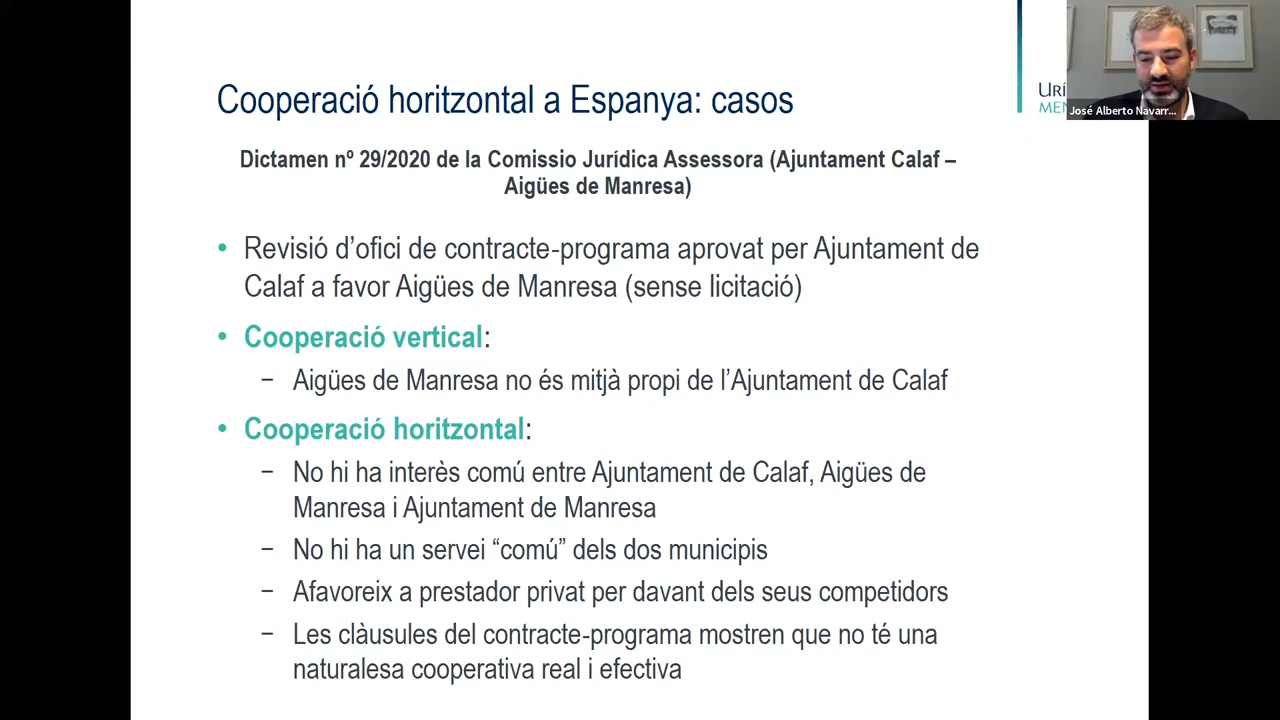 Cooperació horitzontal a Espanya: casos
José Alberto Navarr...
Dictamen nº 29/2020 de la Comissio Jurídica Assessora (Ajuntament Calaf –
Aigües de Manresa)
• Revisió d’ofici de contracte-programa aprovat per Ajuntament de
Calaf a favor Aigües de Manresa (sense licitació)
• Cooperació vertical:
− Aigües de Manresa no és mitjà propi de l’Ajuntament de Calaf
• Cooperació horitzontal:
− No hi ha interès comú entre Ajuntament de Calaf, Aigües de
Manresa i Ajuntament de Manresa
− No hi ha un servei “comú” dels dos municipis
− Afavoreix a prestador privat per davant dels seus competidors
− Les clàusules del contracte-programa mostren que no té una
naturalesa cooperativa real i efectiva